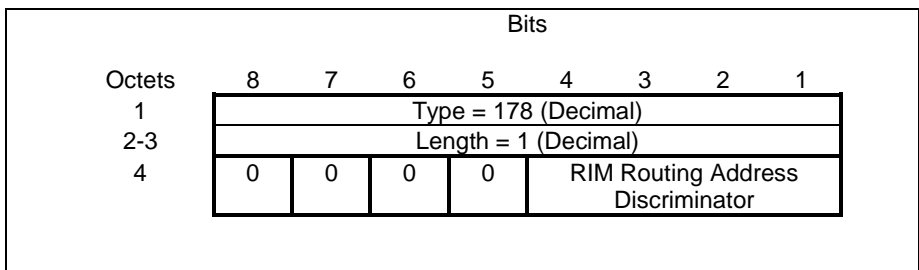 Bits
Octets 8 7 6 5 4 3 2 1
1 Type = 178 (Decimal)
2-3 Length = 1 (Decimal)
4 0 0 0 0 RIM Routing Address
Discriminator